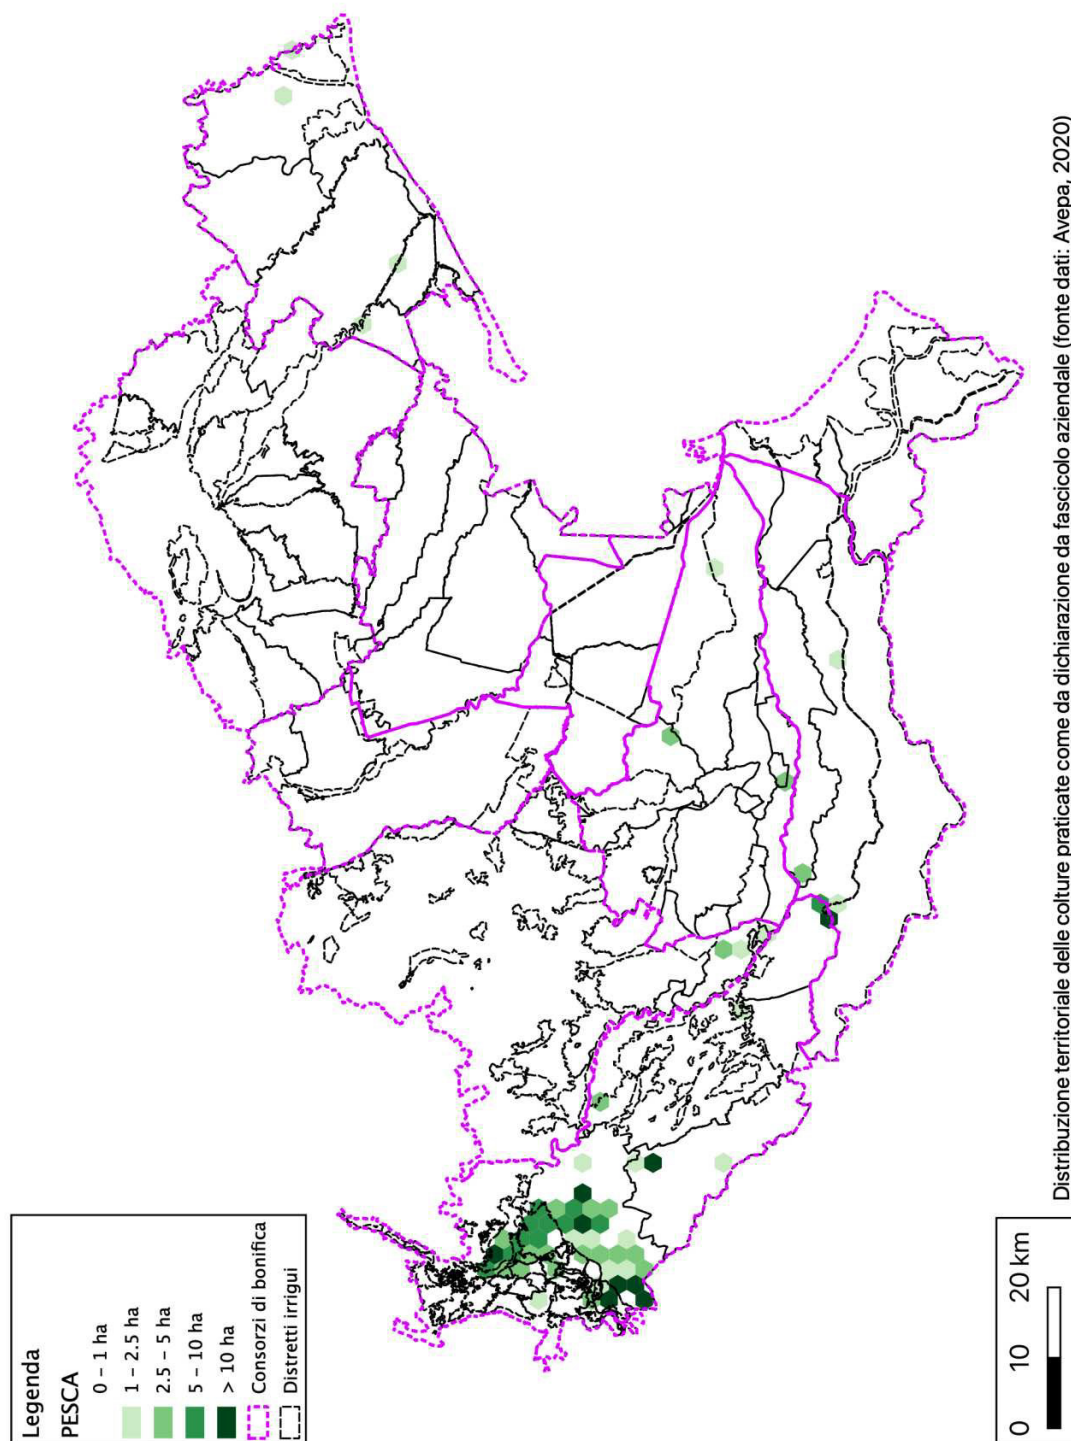 Legenda
PESCA
0 – 1 ha
1 – 2.5 ha
2.5 – 5 ha
5 – 10 ha
> 10 ha
Consorzi di bonifica
Distretti irrigui
0 10 20 km
Distribuzione territoriale delle colture praticate come da dichiarazione da fascicolo aziendale (fonte dati: Avepa, 2020)